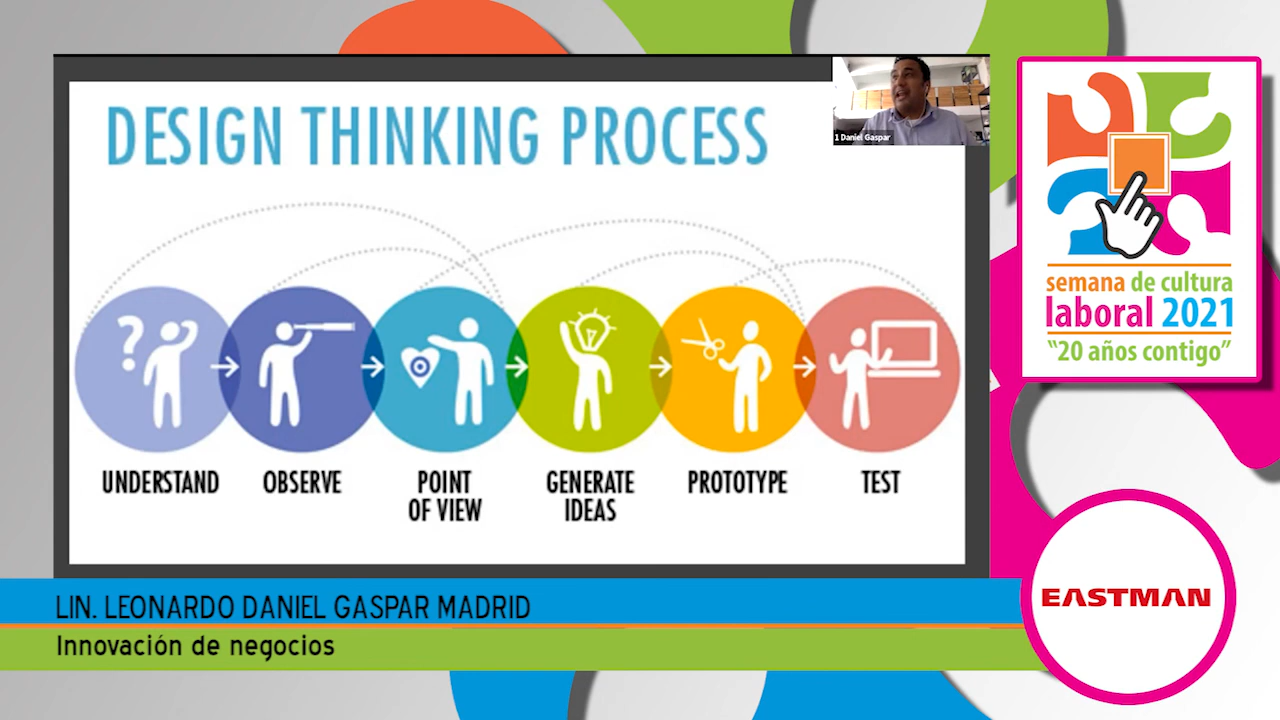 DESIGN THINKING PROCESS
1 Daniel Gaspar
?
UNDERSTAND
OBSERVE
POINT
OF VIEW
GENERATE
IDEAS
PROTOTYPE
TEST
semana de cultura
laboral 2021
"20 años contigo"
EASTMAN
LIN. LEONARDO DANIEL GASPAR MADRID
Innovación de negocios